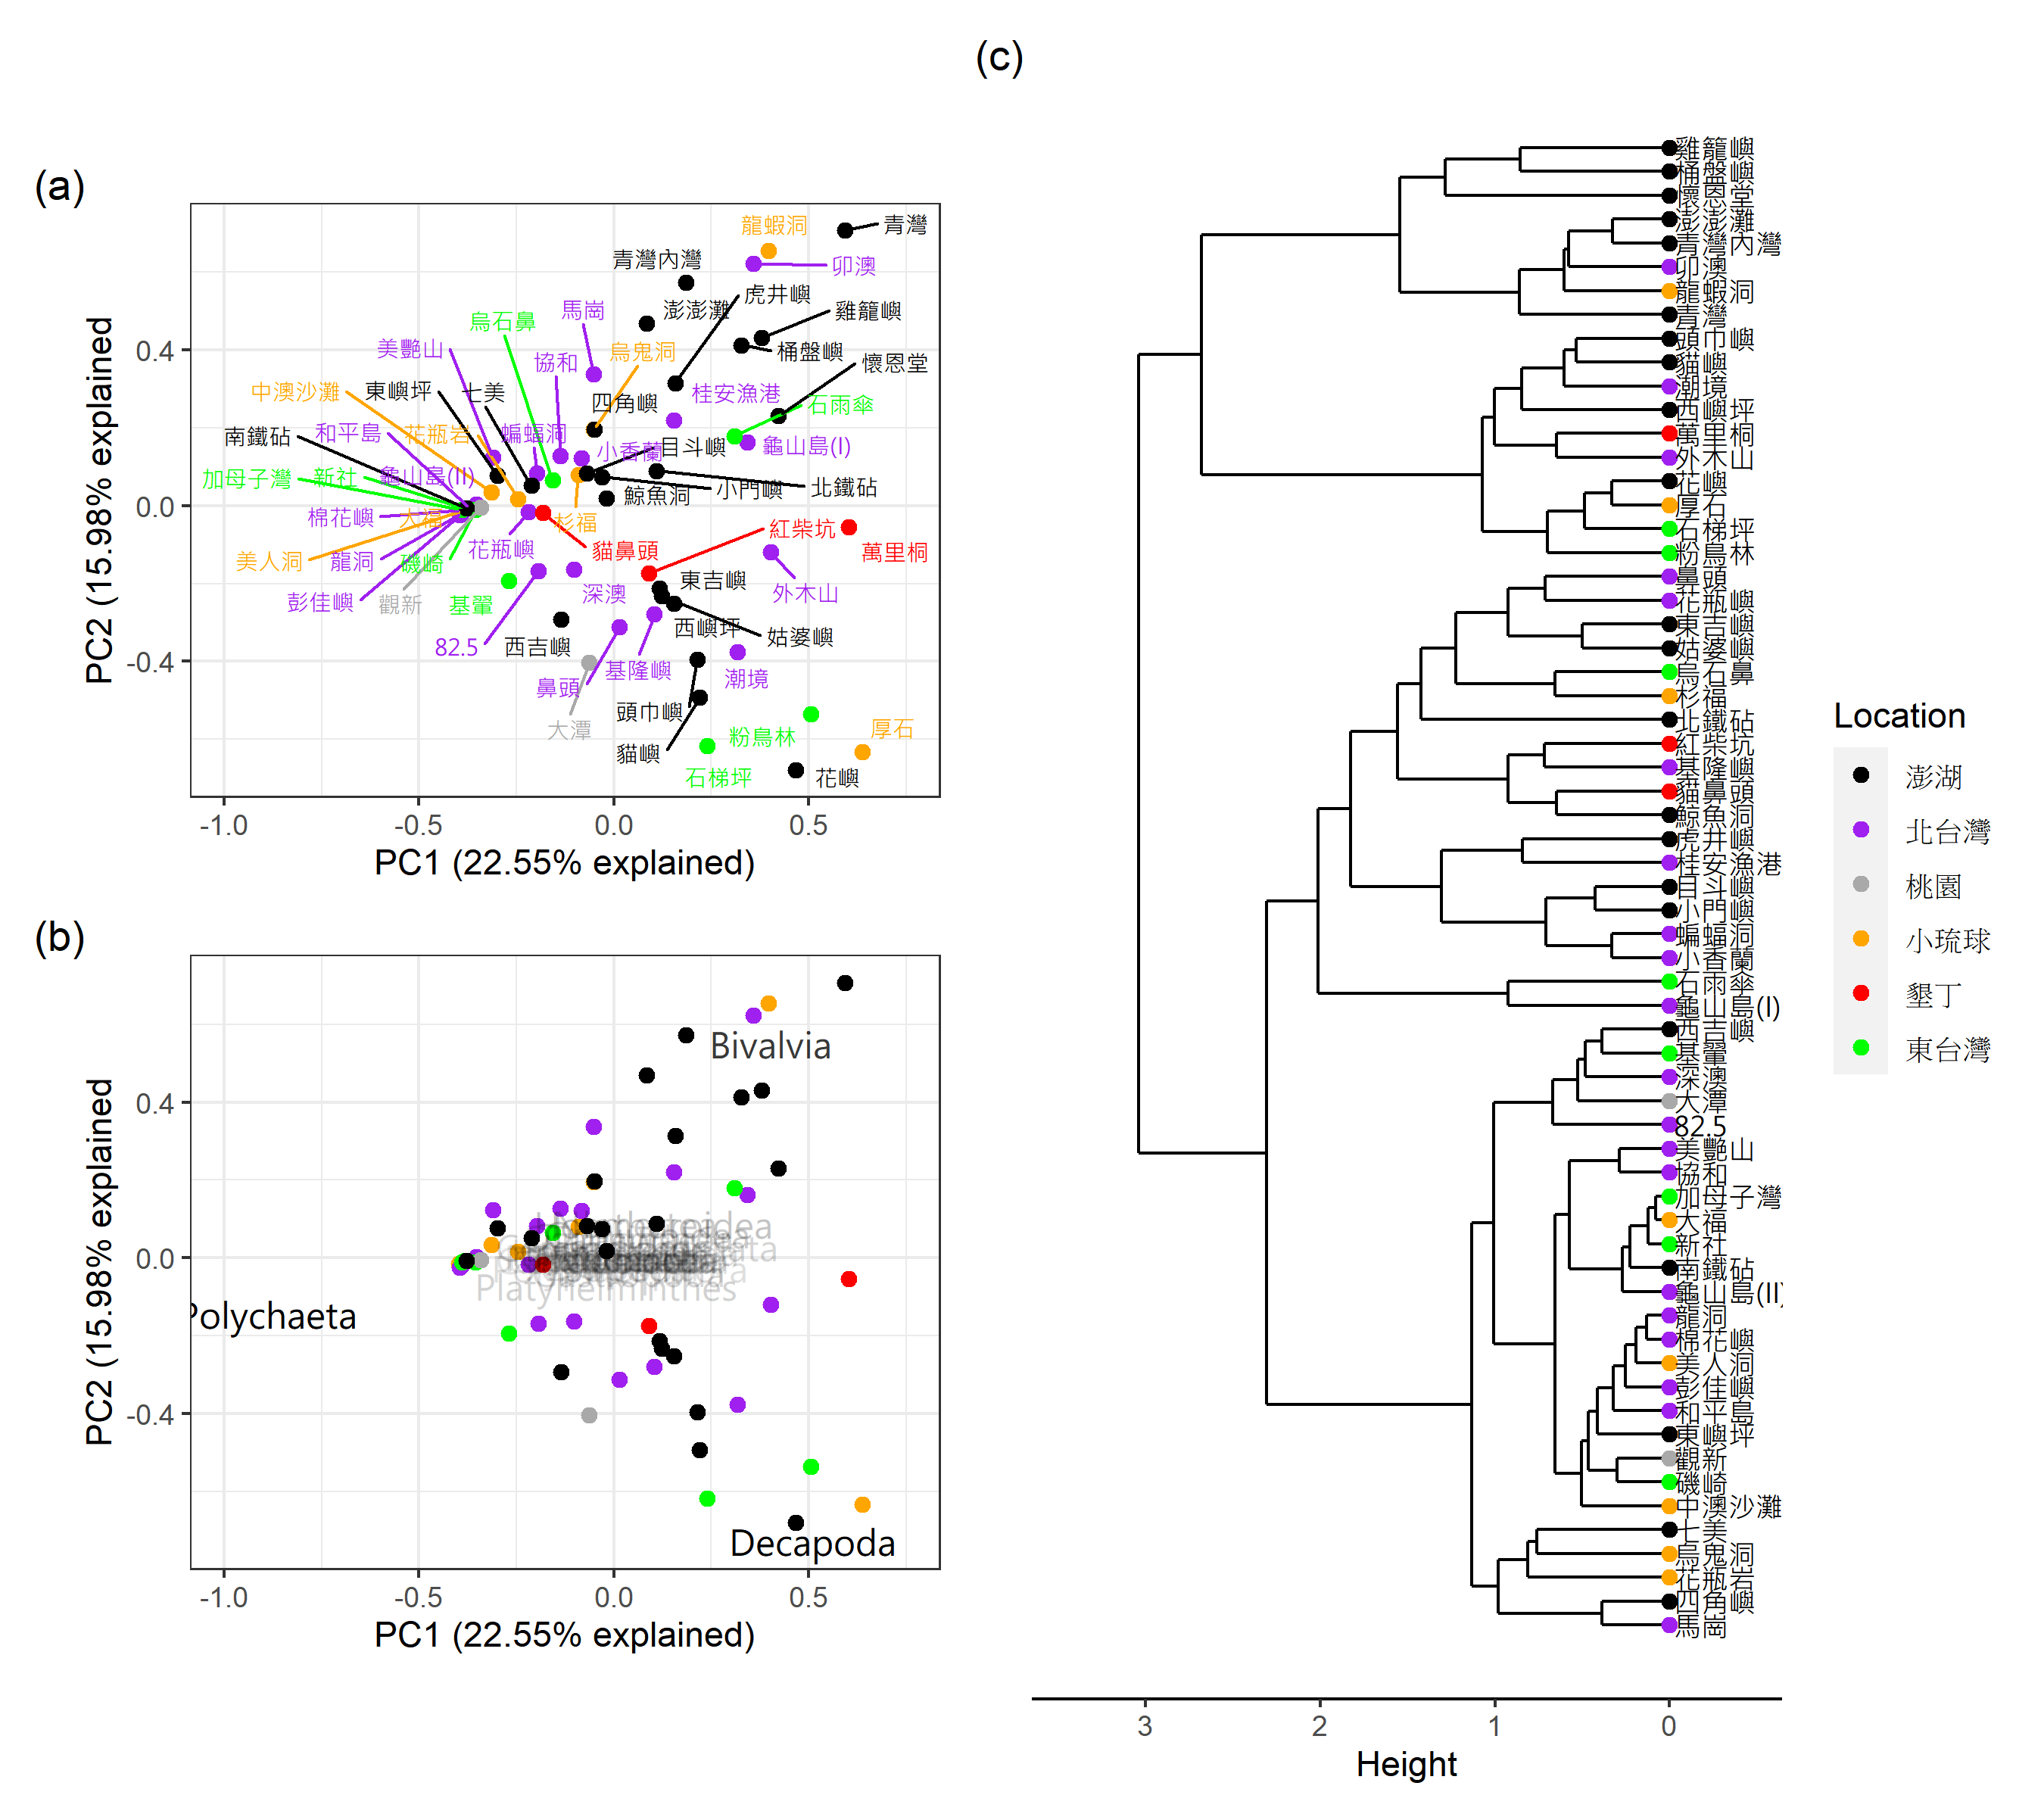 (a)
龍蝦洞
青灣
青灣內灣
卯澳
虎井嶼
馬崗
澎澎灘
雞籠嶼
烏石鼻
美艷山
協和
烏鬼洞
桶盤嶼
懷恩堂
中澳沙灘
東嶼坪
七美
四角嶼
桂安漁港
石雨傘
南鐵砧
和平島
花瓶岩
蝙蝠洞
小香蘭
目斗嶼
龜山島(I)
加母子灣
新社
龜山島(II)
鯨魚洞
小門嶼
北鐵砧
棉花嶼
大福
杉福
紅柴坑
美人洞
龍洞
磯崎
花瓶嶼
貓鼻頭
萬里桐
彭佳嶼
觀新
基翬
深澳
東吉嶼
外木山
82.5
西吉嶼
西嶼坪
姑婆嶼
鼻頭
基隆嶼
潮境
大潭
頭巾嶼
貓嶼
粉鳥林
厚石
石梯坪
花嶼
0.4
0.0
-0.4
-1.0 -0.5 0.0 0.5
PC1 (22.55% explained)
PC2 (15.98% explained)
(b)
Bivalvia
Platyhelminthes
Polychaeta
Decapoda
0.4
0.0
-0.4
-1.0 -0.5 0.0 0.5
PC1 (22.55% explained)
PC2 (15.98% explained
(c)
雞籠嶼
桶盤嶼
懷恩堂
澎澎灘
青灣內灣
卯澳
龍蝦洞
青灣
頭巾嶼
貓嶼
潮境
西嶼坪
萬里桐
外木山
花嶼
厚石
石梯坪
粉鳥林
鼻頭
花瓶嶼
東吉嶼
姑婆嶼
烏石鼻
杉福
北鐵砧
紅柴坑
基隆嶼
貓鼻頭
鯨魚洞
虎井嶼
桂安漁港
目斗嶼
小門嶼
蝙蝠洞
小香蘭
石雨傘
龜山島(I)
西吉嶼
基翬
深澳
大潭
82.5
美艷山
協和
加母子灣
大福
新社
南鐵砧
龜山島(II)
龍洞
棉花嶼
美人洞
彭佳嶼
和平島
東嶼坪
觀新
磯崎
中澳沙灘
七美
烏鬼洞
花瓶岩
四角嶼
馬崗
3 2 1 0
Height
Location
澎湖
北台灣
桃園
小琉球
墾丁
東台灣